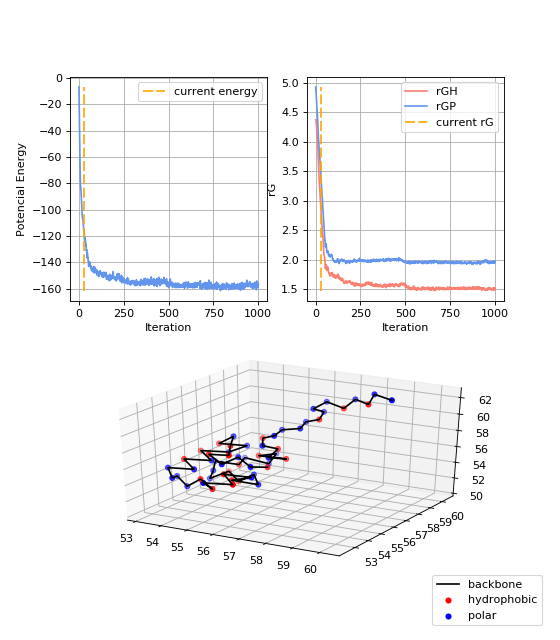 0
−20
−40
−60
−80
−100
−120
−140
−160
0 250 500 750 1000
Iteration
Potencial Energy
current energy
5.0
4.5
4.0
3.5
3.0
2.5
2.0
1.5
0 250 500 750 1000
Iteration
rG
rGH
rGP
current rG
53 54 55 56 57 58 59 60
53 54 55 56 57 58 59 60
62
60
58
56
54
52
50
backbone
hydrophobic
polar